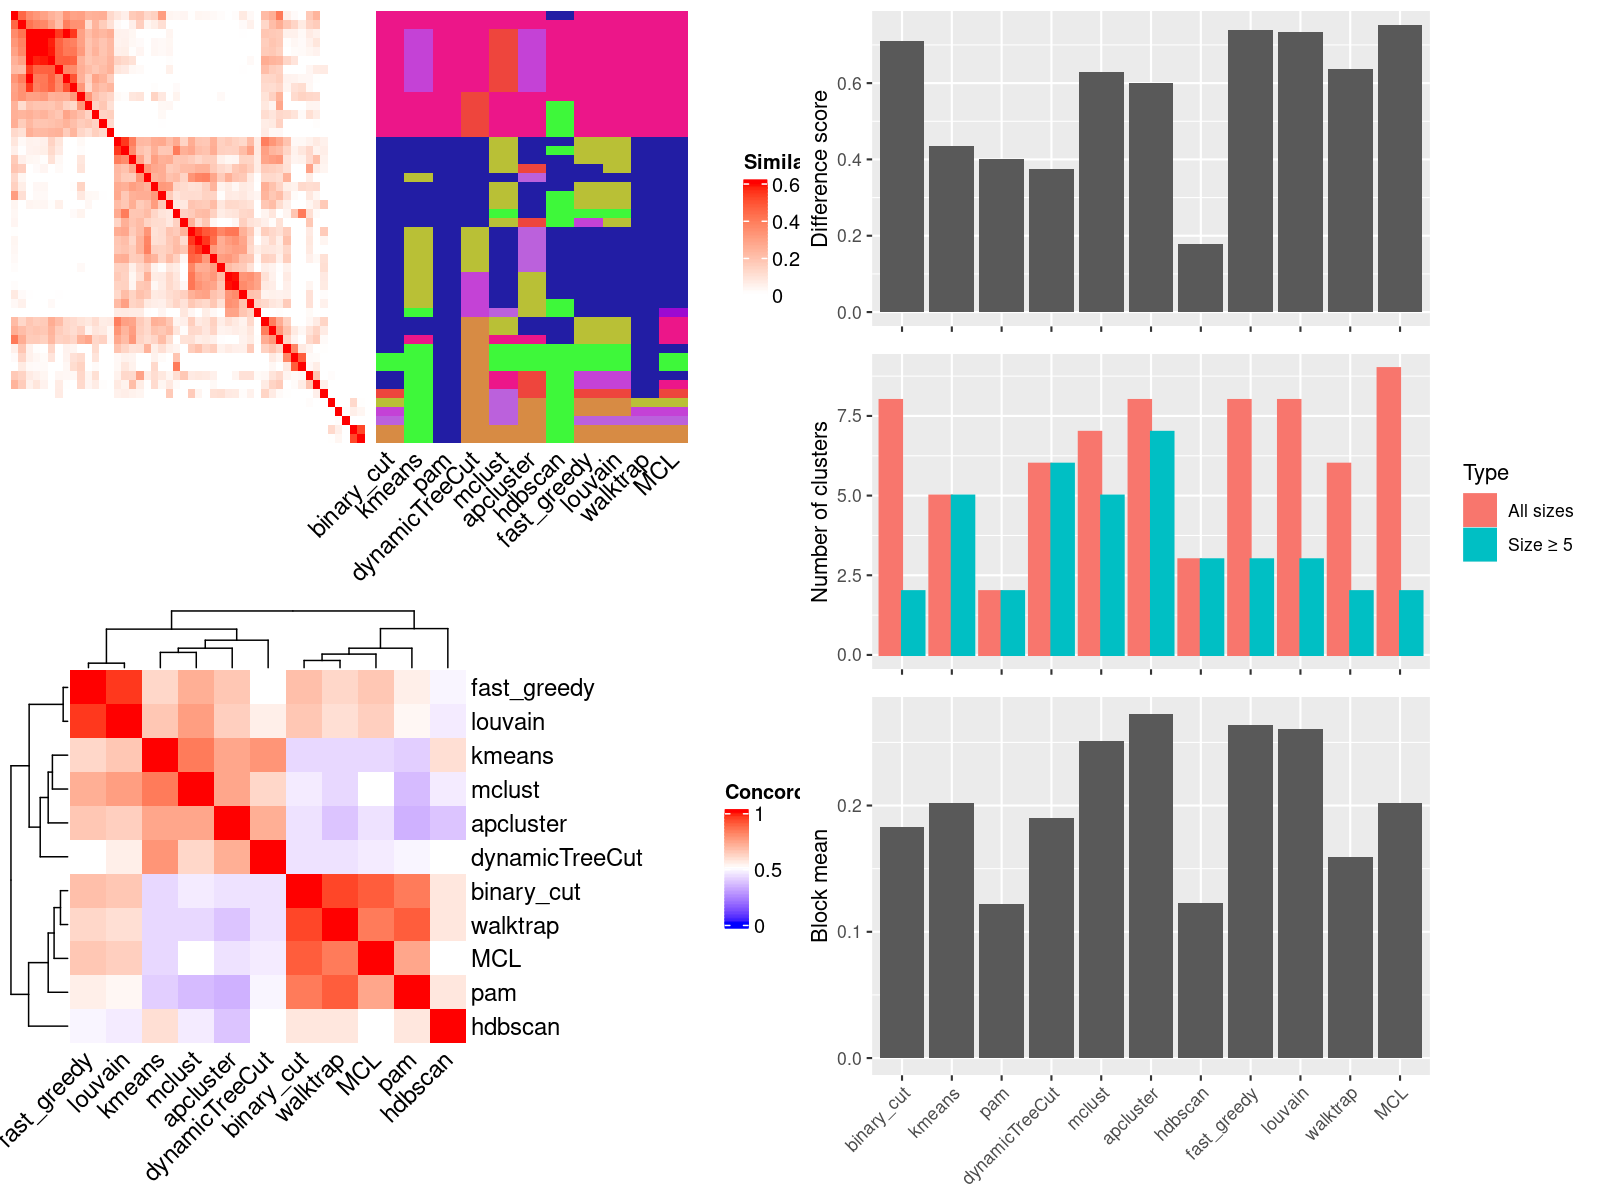 Simila
0.6
0.4
0.2
0
binary_cut
kmeans
pam
dynamicTreeCut
mclust
apcluster
hdbscan
fast_greedy
louvain
walktrap
MCL
Difference score
0.6
0.4
0.2
0.0
Number of clusters
7.5
5.0
2.5
0.0
Type
All sizes
Size ≥ 5
Block mean
0.2
0.1
0.0
binary_cut
kmeans
pam
dynamicTreeCut
mclust
apcluster
hdbscan
fast_greedy
louvain
walktrap
MCL
fast_greedy
louvain
kmeans
mclust
apcluster
dynamicTreeCut
binary_cut
walktrap
MCL
pam
hdbscan
Concord
1
0.5
0
fast_greedy
louvain
kmeans
mclust
apcluster
dynamicTreeCut
binary_cut
walktrap
MCL
pam
hdbscan